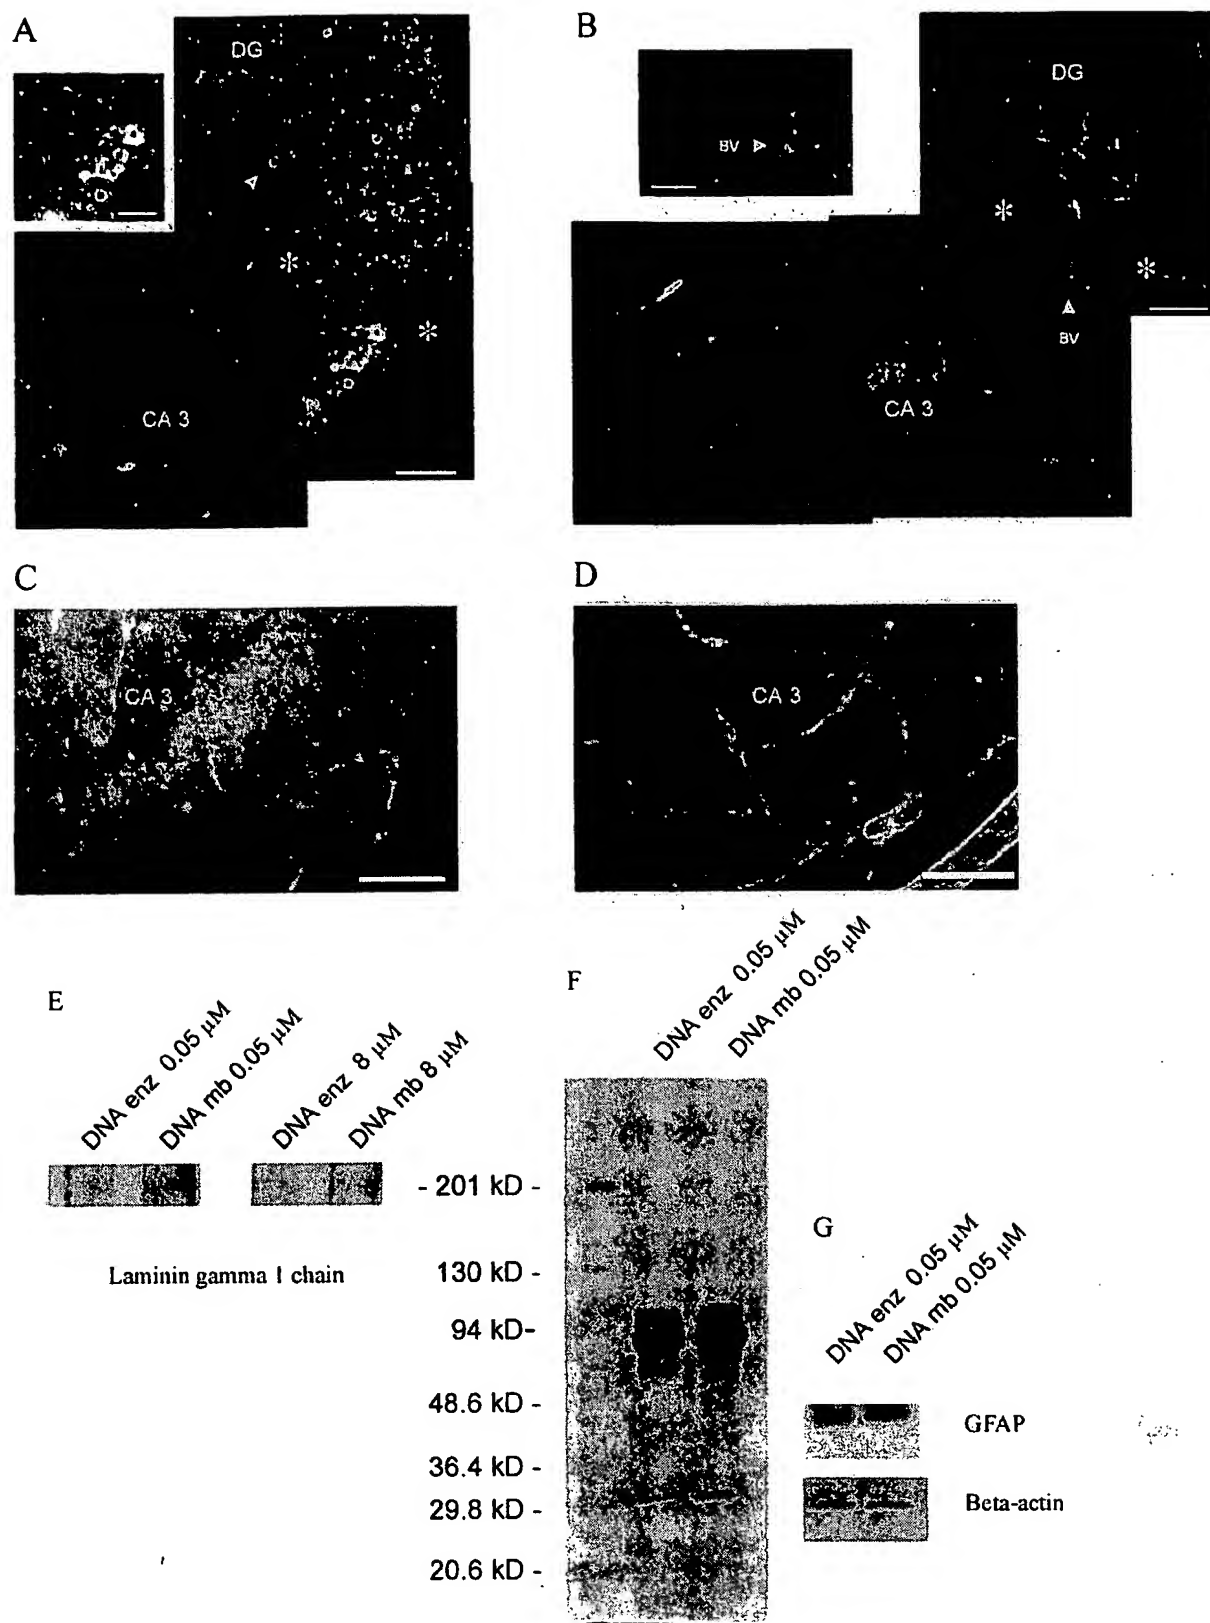 A
B
DG
DG
BV
*
*
*
*
BV
CA 3
CA 3
C
D
CA 3
CA 3
E
F
DNA enz 0.05 µM
DNA mb 0.05 µM
DNA enz 8 µM
DNA mb 8 µM
DNA enz 0.05 µM
DNA mb 0.05 µM
- 201 kD -
130 kD -
94 kD-
48.6 kD -
36.4 kD -
29.8 kD -
20.6 kD -
Laminin gamma 1 chain
G
DNA enz 0.05 µM
DNA mb 0.05 µM
GFAP
Beta-actin